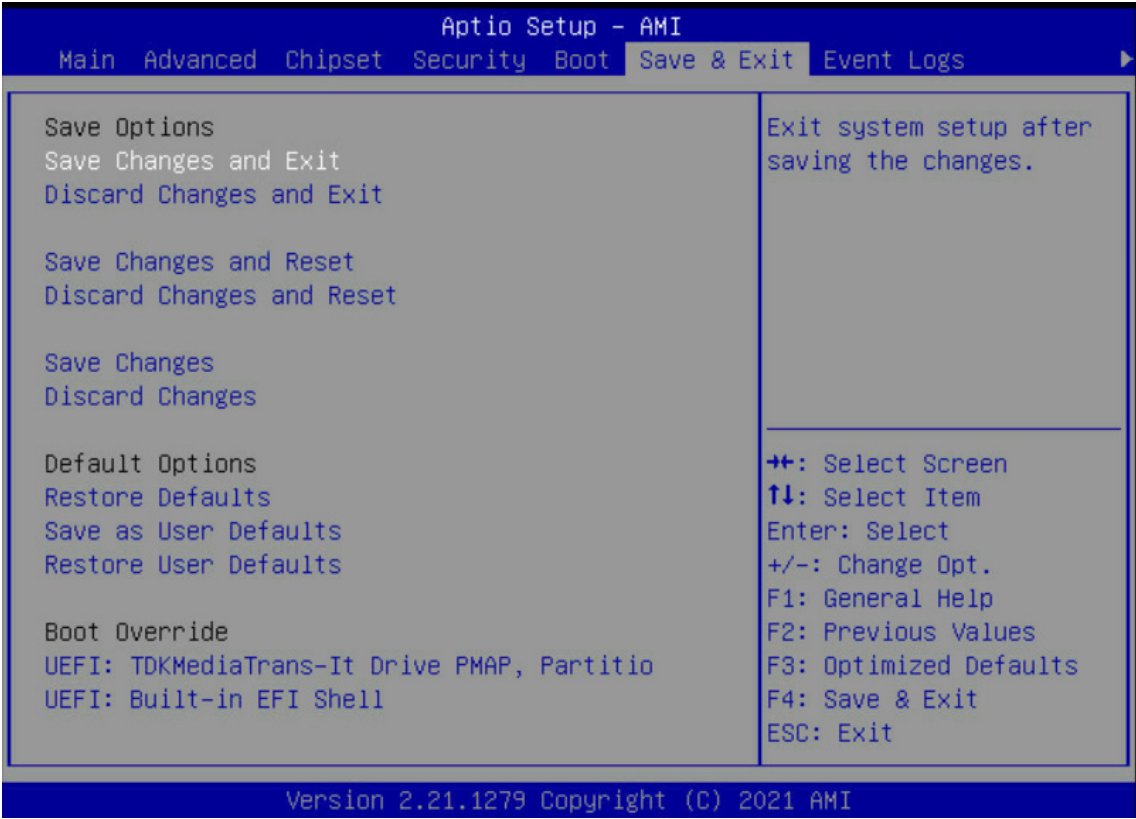 Aptio Setup – AMI
Main Advanced Chipset Security Boot Save & Exit Event Logs
Save Options
Save Changes and Exit
Discard Changes and Exit
Save Changes and Reset
Discard Changes and Reset
Save Changes
Discard Changes
Default Options
Restore Defaults
Save as User Defaults
Restore User Defaults
Boot Override
UEFI: TDKMediaTrans-It Drive PMAP, Partitio
UEFI: Built-in EFI Shell
Exit system setup after
saving the changes.
→←: Select Screen
↑↓: Select Item
Enter: Select
+/-: Change Opt.
F1: General Help
F2: Previous Values
F3: Optimized Defaults
F4: Save & Exit
ESC: Exit
Version 2.21.1279 Copyright (C) 2021 AMI